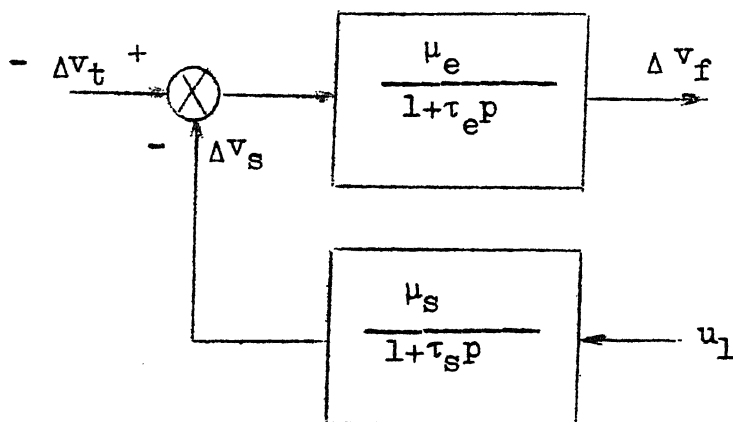 - Δv_t +
μ_e
1+τ_e p
Δ v_f
- Δv_s
μ_s
1+τ_s p
u_1